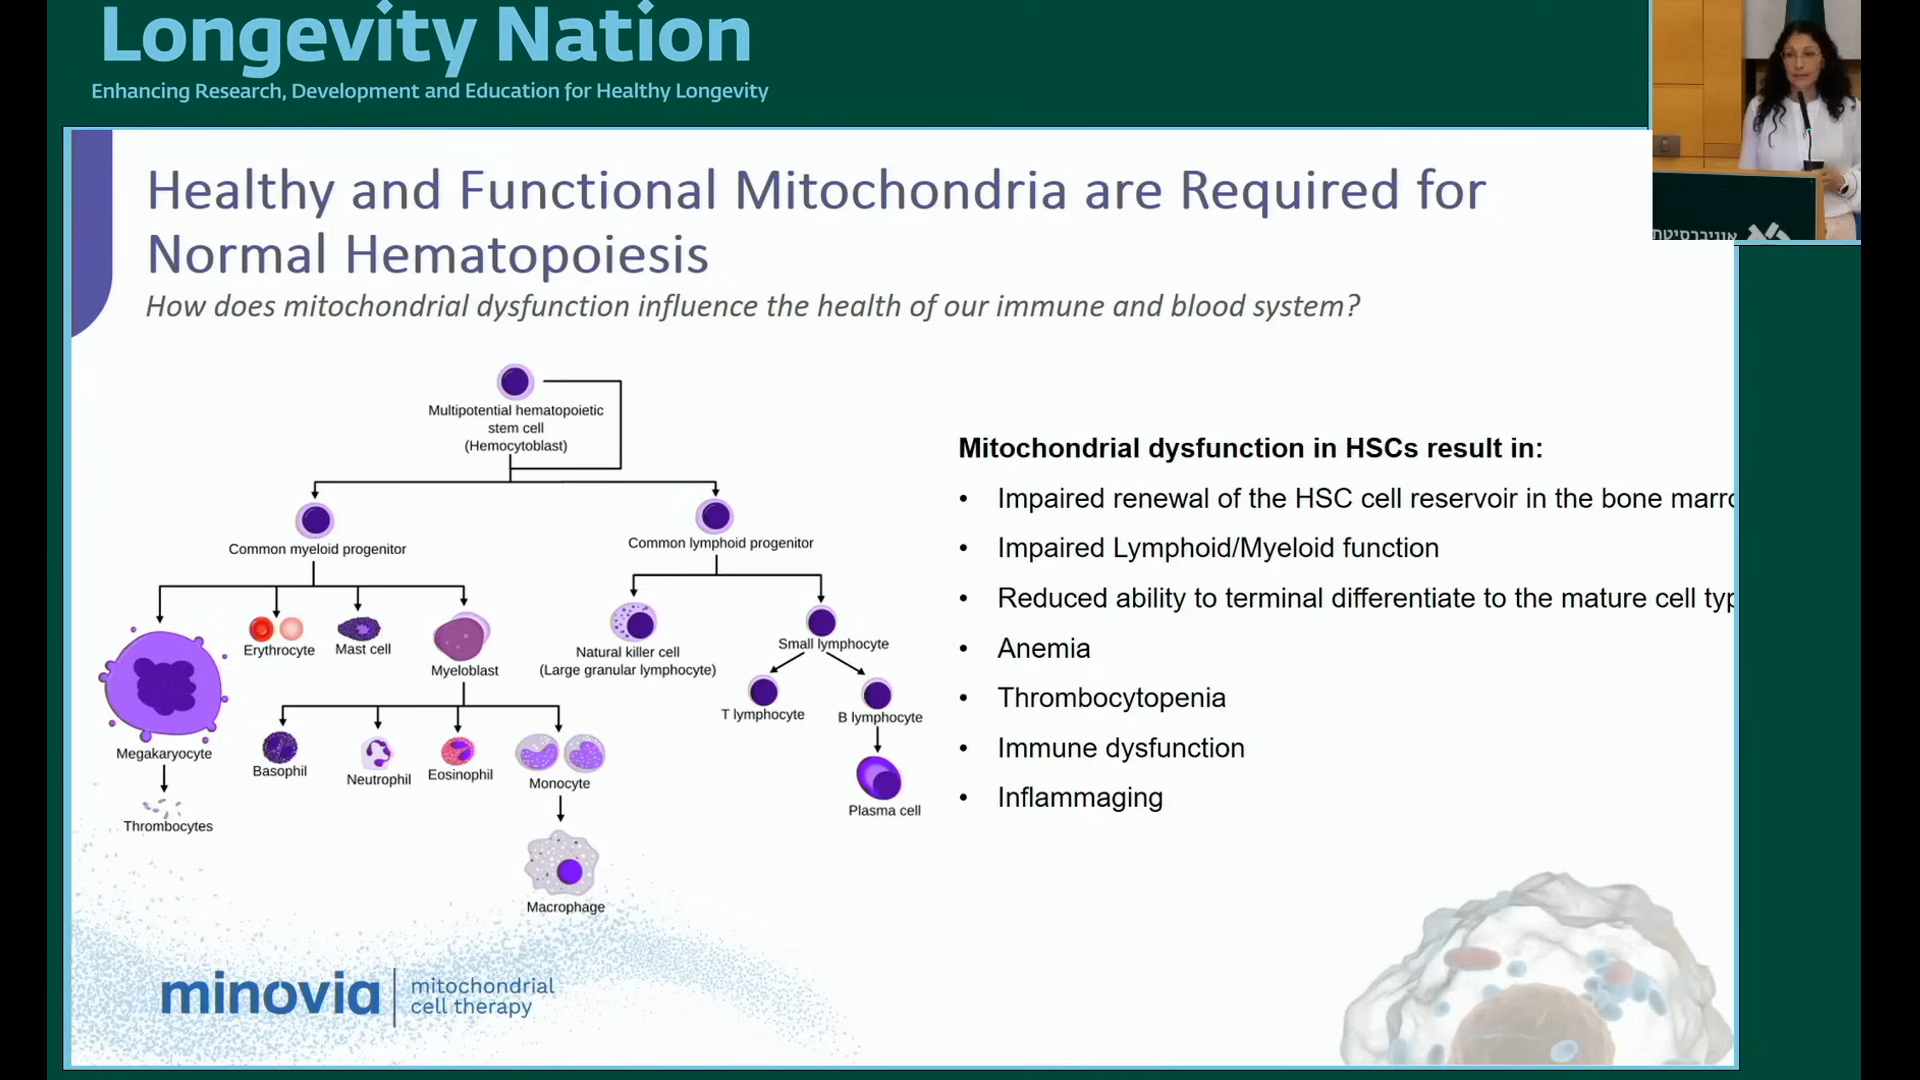 Longevity Nation
Enhancing Research, Development and Education for Healthy Longevity
Healthy and Functional Mitochondria are Required for
Normal Hematopoiesis
How does mitochondrial dysfunction influence the health of our immune and blood system?
Multipotential hematopoietic
stem cell
(Hemocytoblast)
Common myeloid progenitor
Common lymphoid progenitor
Erythrocyte
Mast cell
Myeloblast
Natural killer cell
(Large granular lymphocyte)
Small lymphocyte
T lymphocyte
B lymphocyte
Megakaryocyte
Basophil
Neutrophil
Eosinophil
Monocyte
Plasma cell
Thrombocytes
Macrophage
Mitochondrial dysfunction in HSCs result in:
• Impaired renewal of the HSC cell reservoir in the bone marro
• Impaired Lymphoid/Myeloid function
• Reduced ability to terminal differentiate to the mature cell typ
• Anemia
• Thrombocytopenia
• Immune dysfunction
• Inflammaging
minovia
mitochondrial
cell therapy
אוניברסיטת